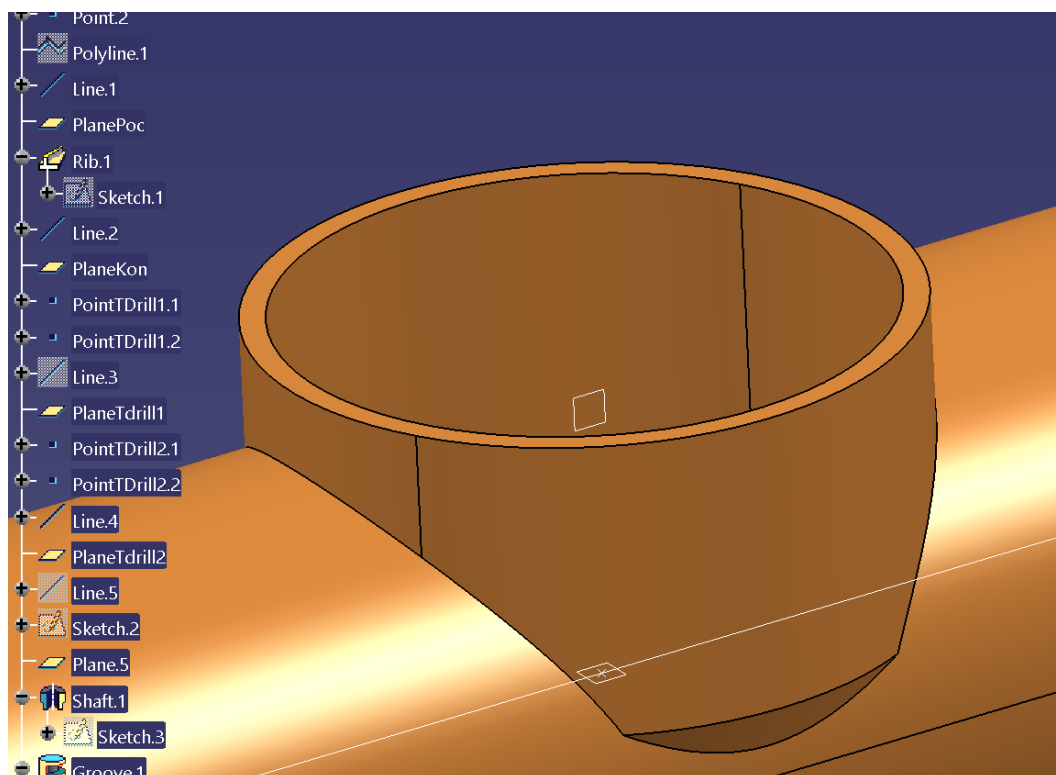 Point.2
Polyline.1
Line.1
PlanePoc
Rib.1
Sketch.1
Line.2
PlaneKon
PointTDrill1.1
PointTDrill1.2
Line.3
PlaneTdrill1
PointTDrill2.1
PointTDrill2.2
Line.4
PlaneTdrill2
Line.5
Sketch.2
Plane.5
Shaft.1
Sketch.3
Groove.1